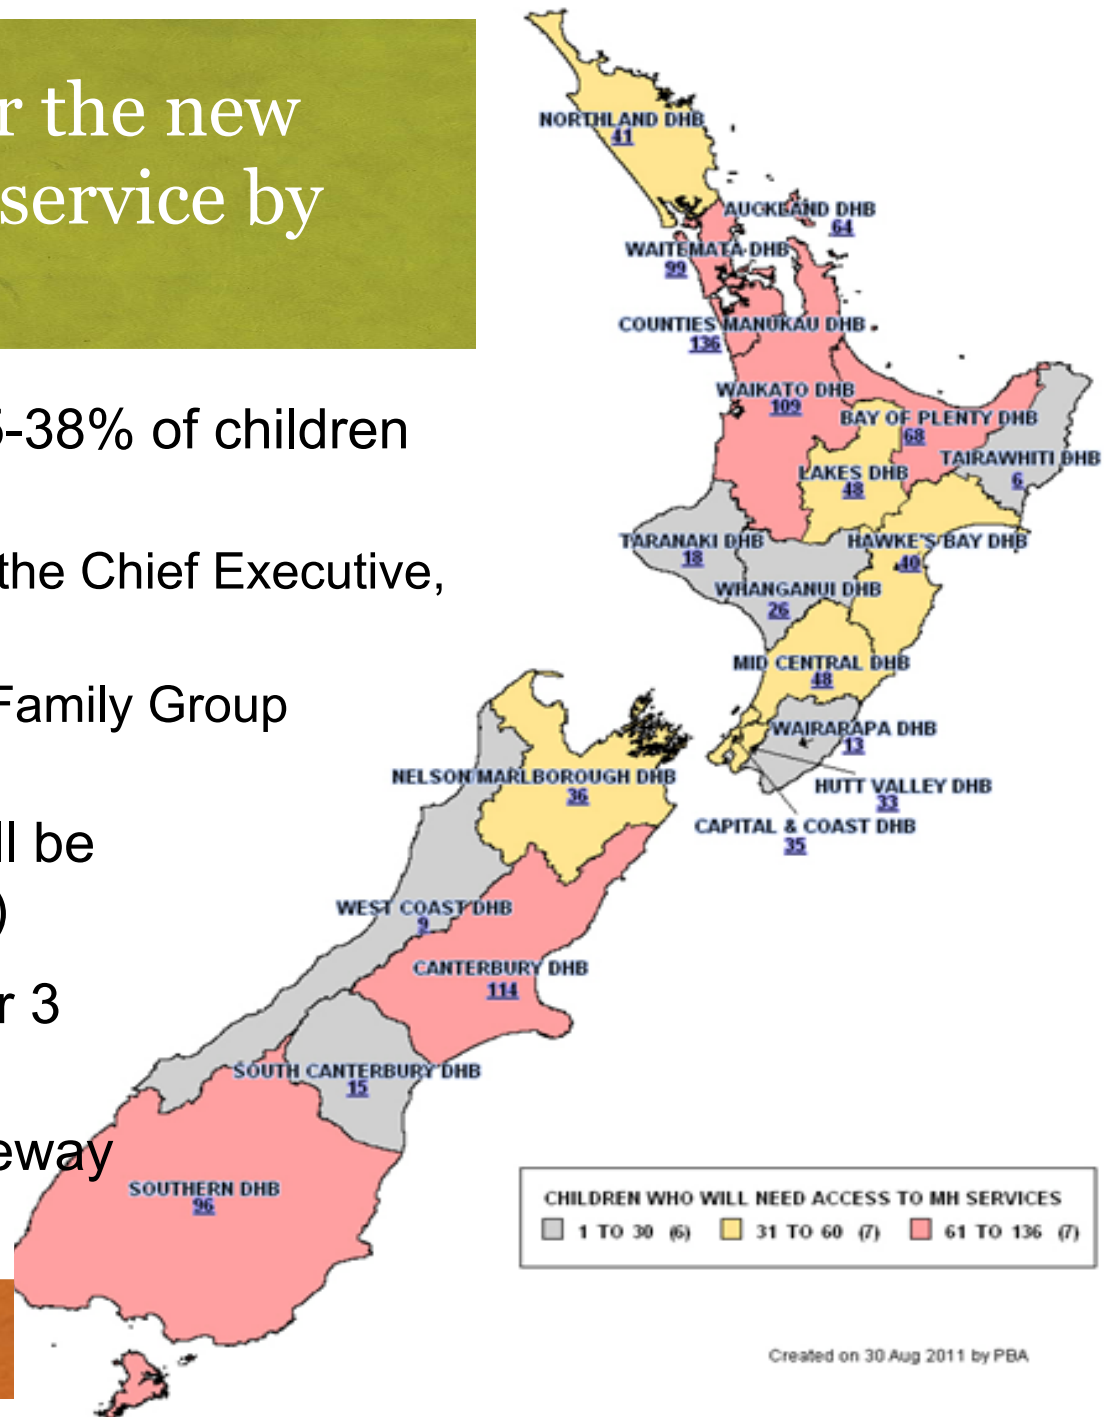 r the new
service by
5-38% of children
the Chief Executive,
Family Group
ll be
)
r 3
eway
NORTHLAND DHB
41
AUCKLAND DHB
64
WAITEMATA DHB
99
COUNTIES MANUKAU DHB
136
WAIKATO DHB
109
BAY OF PLENTY DHB
68
TAIRAWHITI DHB
6
LAKES DHB
48
TARANAKI DHB
18
HAWKE'S BAY DHB
40
WHANGANUI DHB
26
MID CENTRAL DHB
48
WAIRARAPA DHB
13
HUTT VALLEY DHB
33
CAPITAL & COAST DHB
35
NELSON MARLBOROUGH DHB
36
WEST COAST DHB
9
CANTERBURY DHB
114
SOUTH CANTERBURY DHB
15
SOUTHERN DHB
96
CHILDREN WHO WILL NEED ACCESS TO MH SERVICES
1 TO 30 (6) 31 TO 60 (7) 61 TO 136 (7)
Created on 30 Aug 2011 by PBA